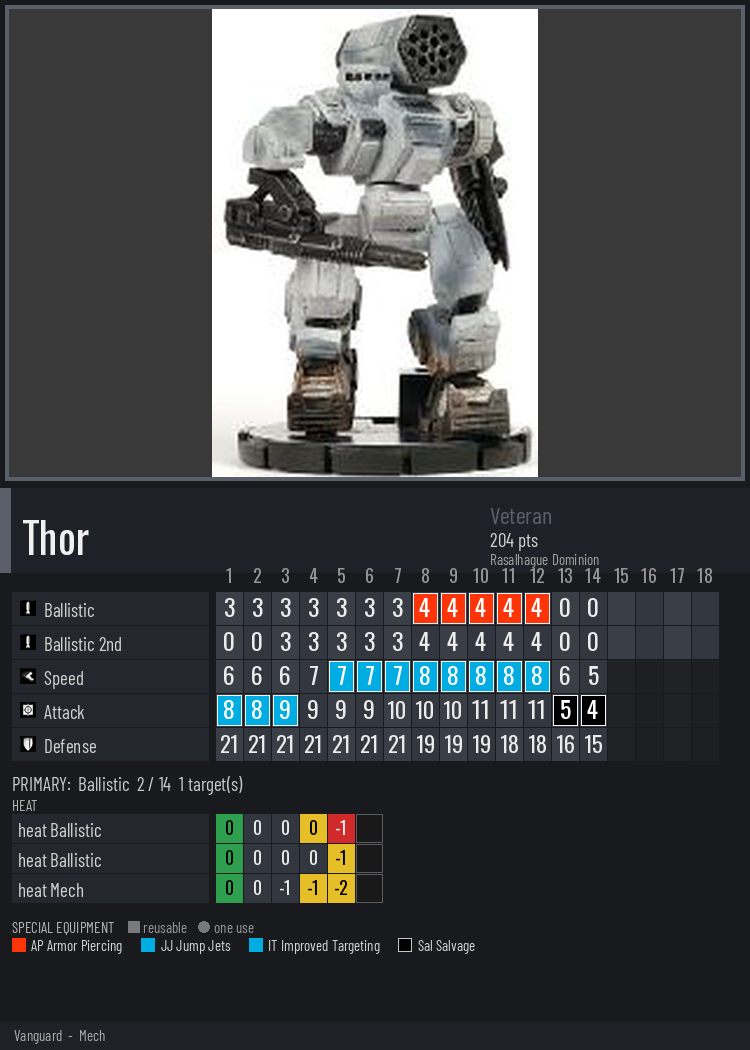 Thor
Veteran
204 pts
Rasalhague Dominion
1 2 3 4 5 6 7 8 9 10 11 12 13 14 15 16 17 18
Ballistic 3 3 3 3 3 3 3 4 4 4 4 4 0 0
Ballistic 2nd 0 0 3 3 3 3 3 4 4 4 4 4 0 0
Speed 6 6 6 7 7 7 7 8 8 8 8 8 6 5
Attack 8 8 9 9 9 9 10 10 10 11 11 11 5 4
Defense 21 21 21 21 21 21 21 19 19 19 18 18 16 15
PRIMARY: Ballistic 2 / 14 1 target(s)
HEAT
heat Ballistic 0 0 0 0 -1
heat Ballistic 0 0 0 0 -1
heat Mech 0 0 -1 -1 -2
SPECIAL EQUIPMENT reusable one use
AP Armor Piercing JJ Jump Jets IT Improved Targeting Sal Salvage
Vanguard - Mech